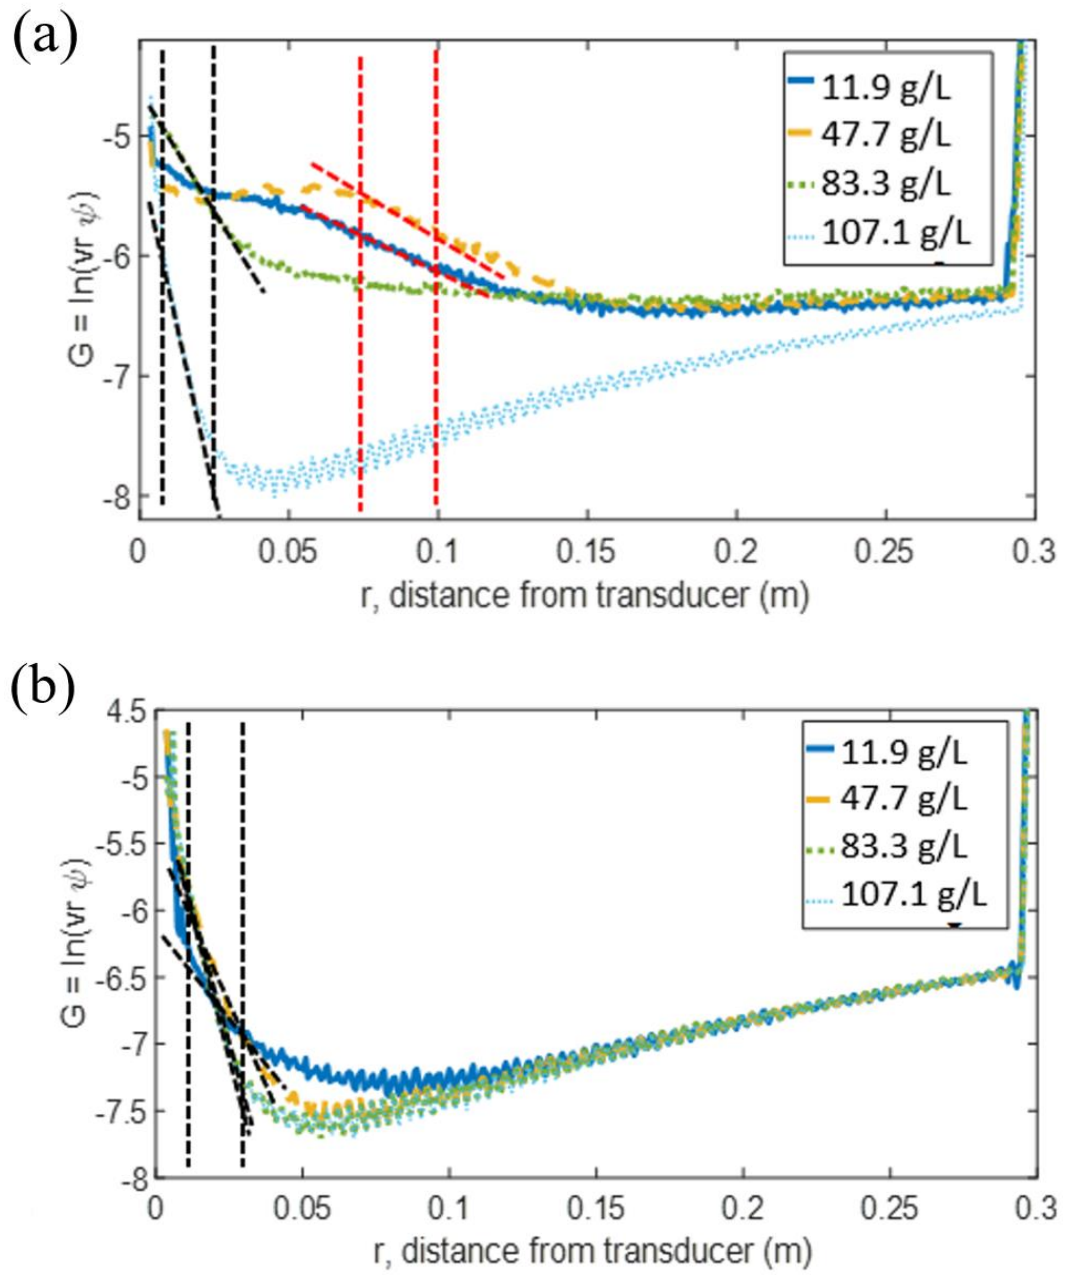 (a)
11.9 g/L
47.7 g/L
83.3 g/L
107.1 g/L
-5
-6
-7
-8
G = ln(vr ψ)
0 0.05 0.1 0.15 0.2 0.25 0.3
r, distance from transducer (m)
(b)
11.9 g/L
47.7 g/L
83.3 g/L
107.1 g/L
4.5
-5
-5.5
-6
-6.5
-7
-7.5
-8
G = ln(vr ψ)
0 0.05 0.1 0.15 0.2 0.25 0.3
r, distance from transducer (m)